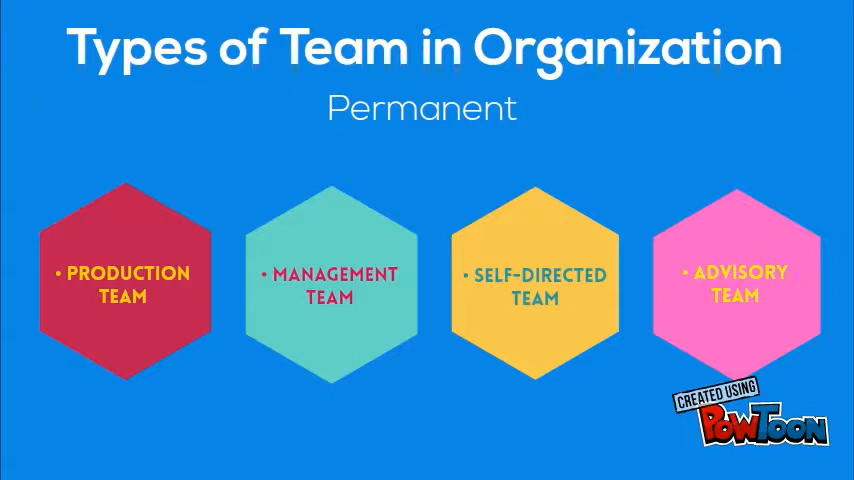 Types of Team in Organization
Permanent
• PRODUCTION
TEAM
• MANAGEMENT
TEAM
• SELF-DIRECTED
TEAM
• ADVISORY
TEAM
CREATED USING
POWTOON